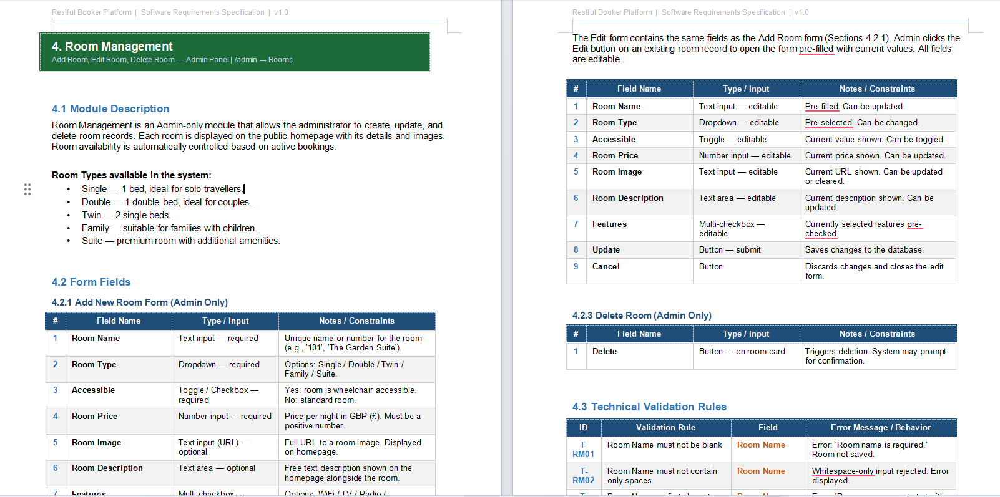 Restful Booker Platform | Software Requirements Specification | v1.0
4. Room Management
Add Room, Edit Room, Delete Room — Admin Panel | /admin → Rooms
4.1 Module Description
Room Management is an Admin-only module that allows the administrator to create, update, and
delete room records. Each room is displayed on the public homepage with its details and images.
Room availability is automatically controlled based on active bookings.
Room Types available in the system:
• Single — 1 bed, ideal for solo travellers.
• Double — 1 double bed, ideal for couples.
• Twin — 2 single beds.
• Family — suitable for families with children.
• Suite — premium room with additional amenities.
4.2 Form Fields
4.2.1 Add New Room Form (Admin Only)
# Field Name Type / Input Notes / Constraints
1 Room Name Text input — required Unique name or number for the room
(e.g., '101', 'The Garden Suite').
2 Room Type Dropdown — required Options: Single / Double / Twin /
Family / Suite.
3 Accessible Toggle / Checkbox — Yes: room is wheelchair accessible.
required No: standard room.
4 Room Price Number input — required Price per night in GBP (£). Must be a
positive number.
5 Room Image Text input (URL) — Full URL to a room image. Displayed
optional on homepage.
6 Room Description Text area — optional Free text description shown on the
homepage alongside the room.
7 Features Multi-checkbox — Options: WiFi / TV / Radio /
Restful Booker Platform | Software Requirements Specification | v1.0
The Edit form contains the same fields as the Add Room form (Sections 4.2.1). Admin clicks the
Edit button on an existing room record to open the form pre-filled with current values. All fields
are editable.
# Field Name Type / Input Notes / Constraints
1 Room Name Text input — editable Pre-filled. Can be updated.
2 Room Type Dropdown — editable Pre-selected. Can be changed.
3 Accessible Toggle — editable Current value shown. Can be toggled.
4 Room Price Number input — editable Current price shown. Can be updated.
5 Room Image Text input — editable Current URL shown. Can be updated
or cleared.
6 Room Description Text area — editable Current description shown. Can be
updated.
7 Features Multi-checkbox — Currently selected features pre-
editable checked.
8 Update Button — submit Saves changes to the database.
9 Cancel Button Discards changes and closes the edit
form.
4.2.3 Delete Room (Admin Only)
# Field Name Type / Input Notes / Constraints
1 Delete Button — on room card Triggers deletion. System may prompt
for confirmation.
4.3 Technical Validation Rules
ID Validation Rule Field Error Message / Behavior
T- Room Name must not be blank Room Name Error: 'Room name is required.'
RM01 Room not saved.
T- Room Name must not contain Room Name Whitespace-only input rejected. Error
RM02 only spaces displayed.